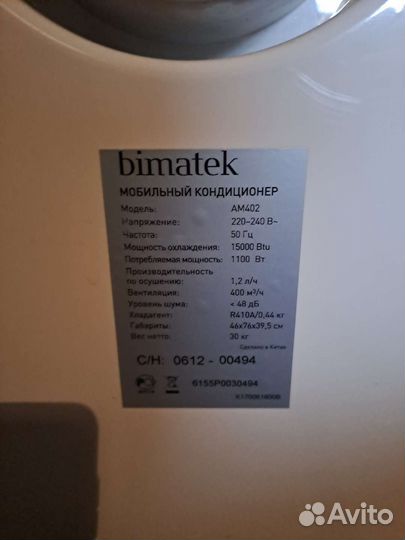 bimatek
МОБИЛЬНЫЙ КОНДИЦИОНЕР
Модель: AM402
Напряжение: 220-240 В~
Частота: 50 Гц
Мощность охлаждения: 15000 Btu
Потребляемая мощность: 1100 Вт
Производительность
по осушению: 1,2 л/ч
Вентиляция: 400 м³/ч
Уровень шума: < 48 дБ
Хладагент: R410A/0,44 кг
Габариты: 46x76x39,5 см
Вес нетто: 30 кг
Сделано в Китае
С/Н: 0612 - 00494
6155P0030494
Avito